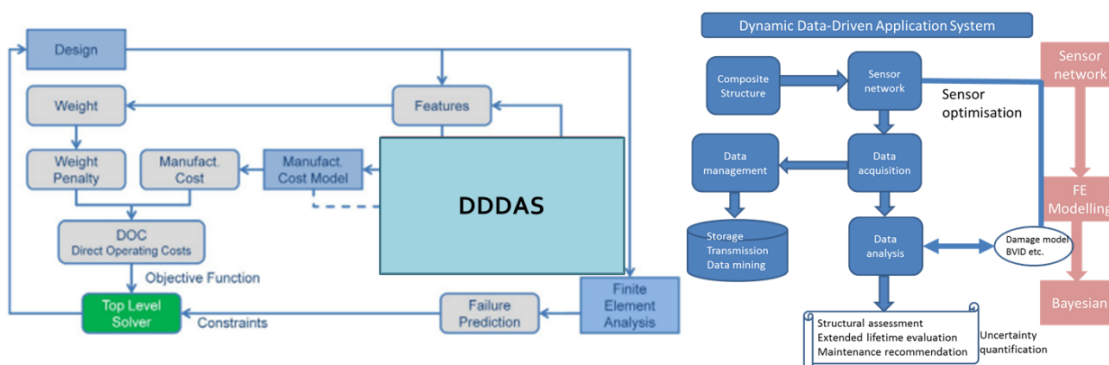 Design
Weight
Features
Weight
Penalty
Manufact.
Cost
Manufact.
Cost Model
DDDAS
DOC
Direct Operating Costs
Objective Function
Top Level
Solver
Constraints
Failure
Prediction
Finite
Element
Analysis
Dynamic Data-Driven Application System
Composite
Structure
Sensor
network
Sensor
optimisation
Sensor
network
Data
management
Data
acquisition
FE
Modelling
Storage
Transmission
Data mining
Data
analysis
Damage model
BVID etc.
Bayesian
Structural assessment
Extended lifetime evaluation
Maintenance recommendation
Uncertainty
quantification